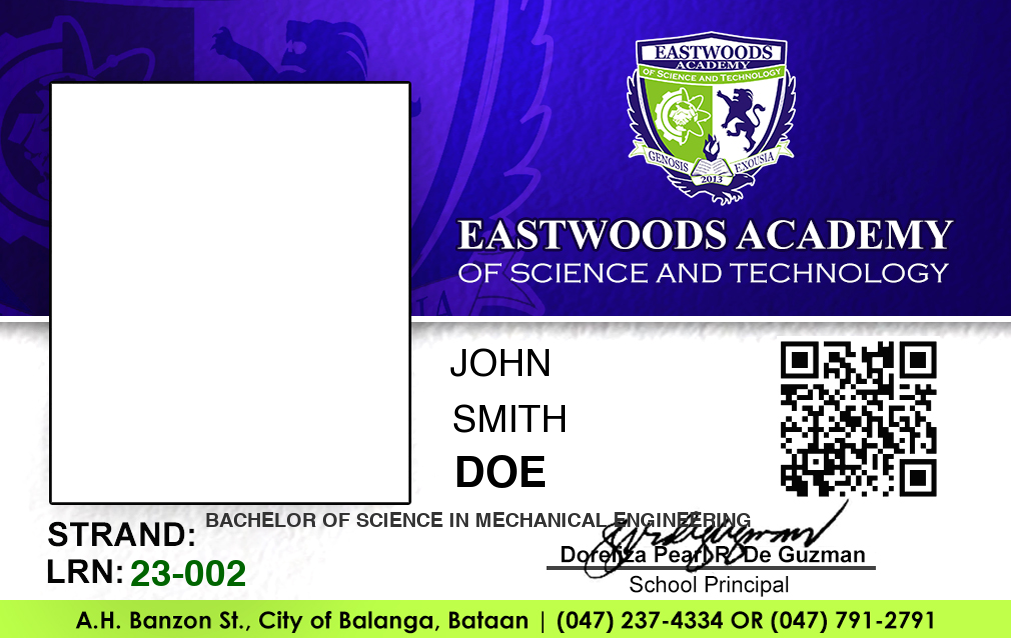 EASTWOODS
ACADEMY
OF SCIENCE AND TECHNOLOGY
GENOSIS EXOUSIA
2013
EASTWOODS ACADEMY
OF SCIENCE AND TECHNOLOGY
JOHN
SMITH
DOE
BACHELOR OF SCIENCE IN MECHANICAL ENGINEERING
STRAND:
LRN: 23-002
Doreliza Pearl R. De Guzman
School Principal
A.H. Banzon St., City of Balanga, Bataan | (047) 237-4334 OR (047) 791-2791